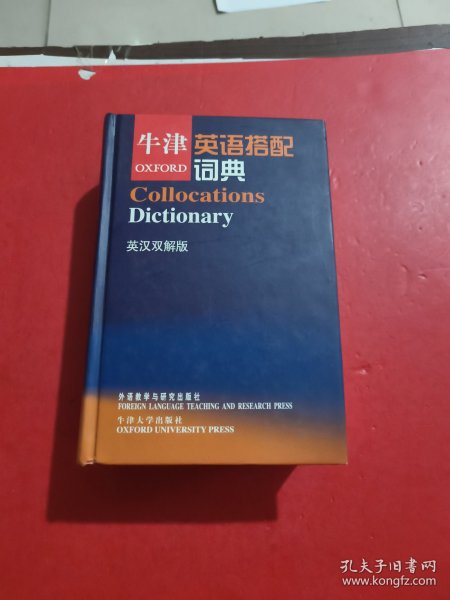 牛津
OXFORD
英语搭配
词典
Collocations
Dictionary
英汉双解版
外语教学与研究出版社
FOREIGN LANGUAGE TEACHING AND RESEARCH PRESS
牛津大学出版社
OXFORD UNIVERSITY PRESS
孔夫子旧书网
www.kongfz.com